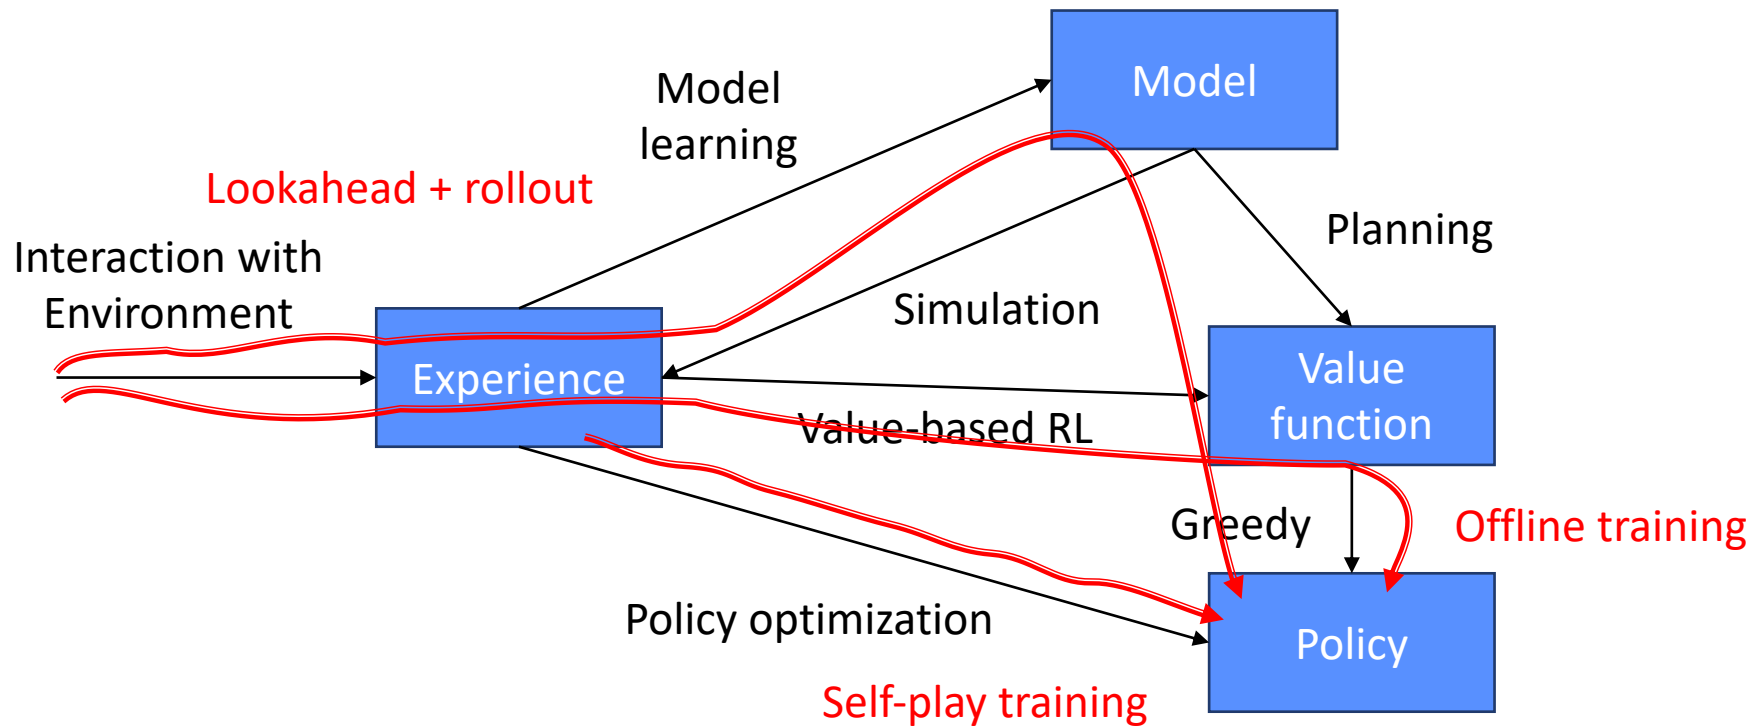 Model
Model
learning
Lookahead + rollout
Planning
Interaction with
Environment
Simulation
Experience
Value
function
Value-based RL
Greedy
Offline training
Policy optimization
Policy
Self-play training